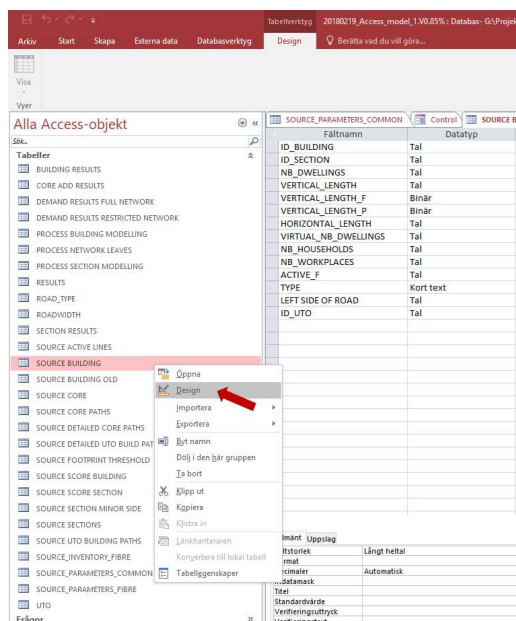 Tabellverktyg 20180219_Access_model_1.V0.85% : Databas- G:\Projek
Arkiv Start Skapa Externa data Databasverktyg Design Berätta vad du vill göra...
Visa
Vyer
Alla Access-objekt
Sök..
Tabeller
BUILDING RESULTS
CORE ADD RESULTS
DEMAND RESULTS FULL NETWORK
DEMAND RESULTS RESTRICTED NETWORK
PROCESS BUILDING MODELLING
PROCESS NETWORK LEAVES
PROCESS SECTION MODELLING
RESULTS
ROAD_TYPE
ROADWIDTH
SECTION RESULTS
SOURCE ACTIVE LINES
SOURCE BUILDING
SOURCE BUILDING OLD
SOURCE CORE
SOURCE CORE PATHS
SOURCE DETAILED CORE PATHS
SOURCE DETAILED UTO BUILD PAT
SOURCE FOOTPRINT THRESHOLD
SOURCE SCORE BUILDING
SOURCE SCORE SECTION
SOURCE SECTION MINOR SIDE
SOURCE SECTIONS
SOURCE UTO BUILDING PATHS
SOURCE_INVENTORY_FIBRE
SOURCE_PARAMETERS_COMMON
SOURCE_PARAMETERS_FIBRE
UTO
Frågor
Öppna
Design
Importera
Exportera
Byt namn
Dölj i den här gruppen
Ta bort
Klipp ut
Kopiera
Klistra in
Länkhanteraren
Konvertera till lokal tabell
Tabellegenskaper
SOURCE_PARAMETERS_COMMON Control SOURCE B
Fältnamn Datatyp
ID_BUILDING Tal
ID_SECTION Tal
NB_DWELLINGS Tal
VERTICAL_LENGTH Tal
VERTICAL_LENGTH_F Binär
VERTICAL_LENGTH_P Binär
HORIZONTAL_LENGTH Tal
VIRTUAL_NB_DWELLINGS Tal
NB_HOUSEHOLDS Tal
NB_WORKPLACES Tal
ACTIVE_F Tal
TYPE Kort text
LEFT SIDE OF ROAD Tal
ID_UTO Tal
lmänt Uppslag
ltstorlek Långt heltal
rmat
cimaler Automatisk
ndatamask
Titel
Standardvärde
Verifieringsuttryck